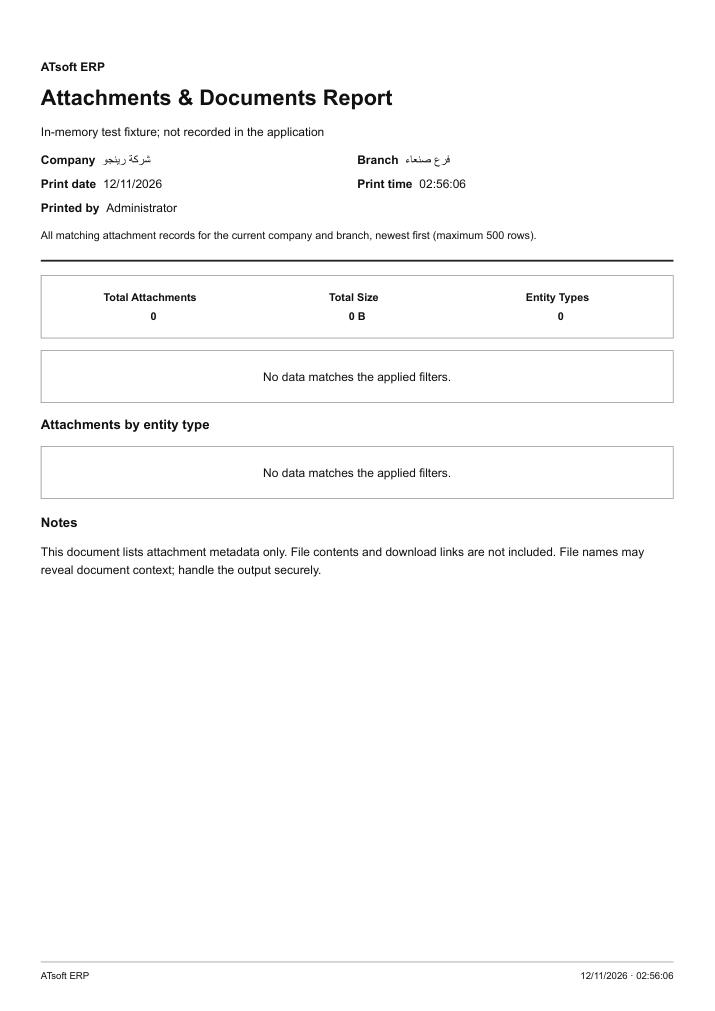 ATsoft ERP
Attachments & Documents Report
In-memory test fixture; not recorded in the application
Company شركة رينجو
Branch فرع صنعاء
Print date 12/11/2026
Print time 02:56:06
Printed by Administrator
All matching attachment records for the current company and branch, newest first (maximum 500 rows).
Total Attachments
0
Total Size
0 B
Entity Types
0
No data matches the applied filters.
Attachments by entity type
No data matches the applied filters.
Notes
This document lists attachment metadata only. File contents and download links are not included. File names may
reveal document context; handle the output securely.
ATsoft ERP
12/11/2026 · 02:56:06